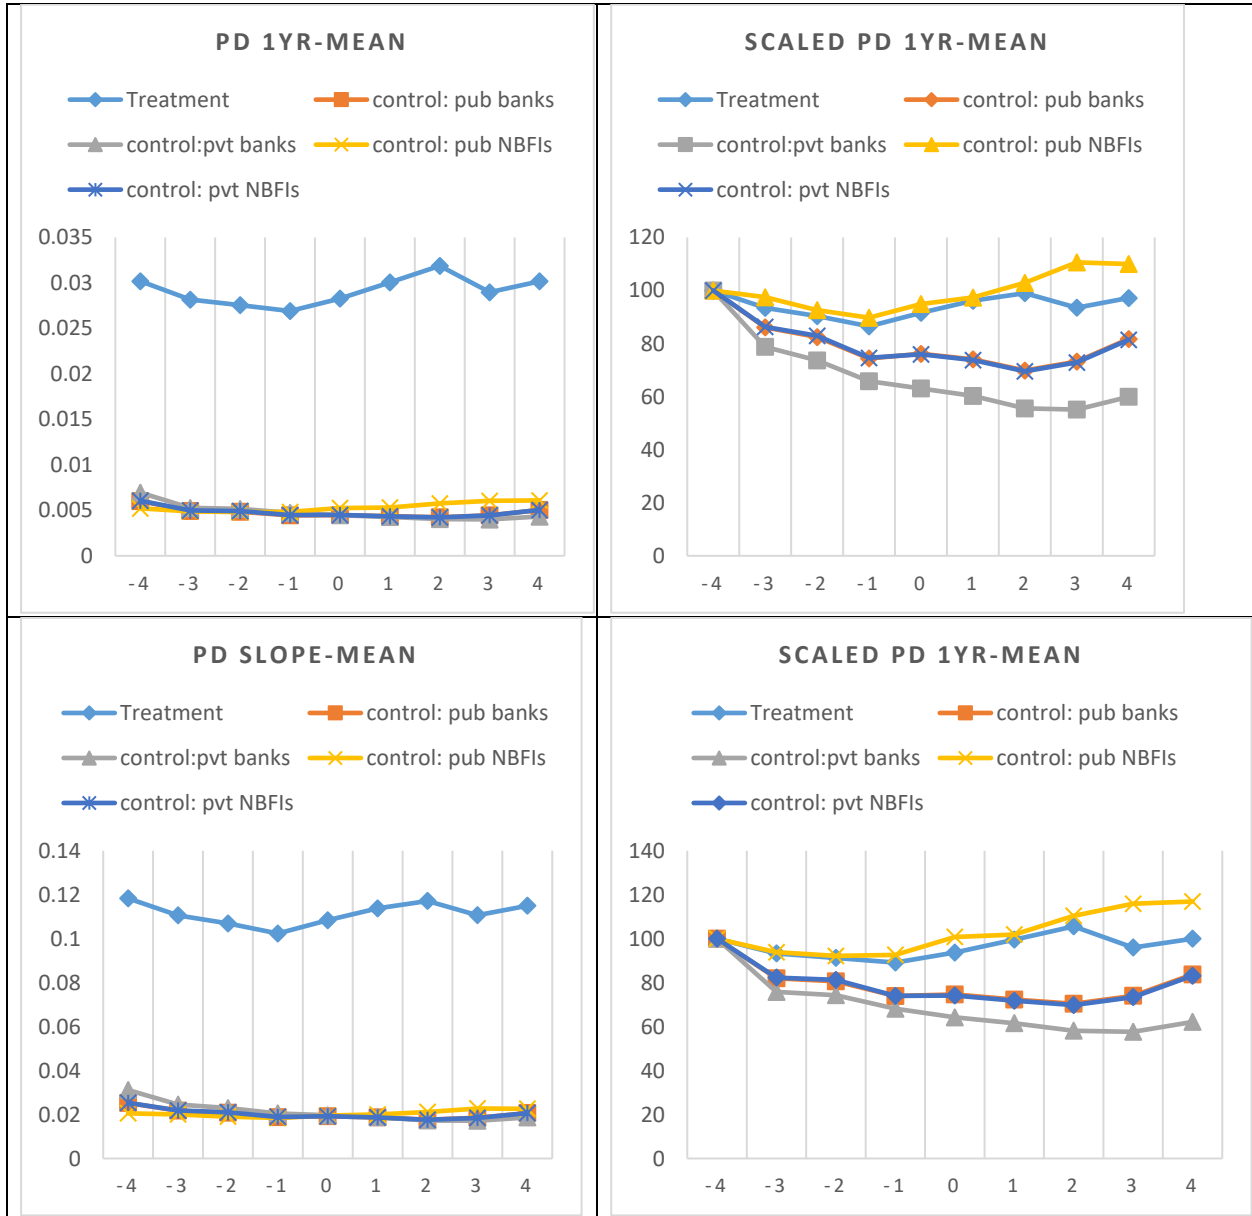 PD 1YR-MEAN
Treatment
control: pub banks
control:pvt banks
control: pub NBFIs
control: pvt NBFIs
0.035
0.03
0.025
0.02
0.015
0.01
0.005
0
-4 -3 -2 -1 0 1 2 3 4
SCALED PD 1YR-MEAN
Treatment
control: pub banks
control:pvt banks
control: pub NBFIs
control: pvt NBFIs
120
100
80
60
40
20
0
-4 -3 -2 -1 0 1 2 3 4
PD SLOPE-MEAN
Treatment
control: pub banks
control:pvt banks
control: pub NBFIs
control: pvt NBFIs
0.14
0.12
0.1
0.08
0.06
0.04
0.02
0
-4 -3 -2 -1 0 1 2 3 4
SCALED PD 1YR-MEAN
Treatment
control: pub banks
control:pvt banks
control: pub NBFIs
control: pvt NBFIs
140
120
100
80
60
40
20
0
-4 -3 -2 -1 0 1 2 3 4